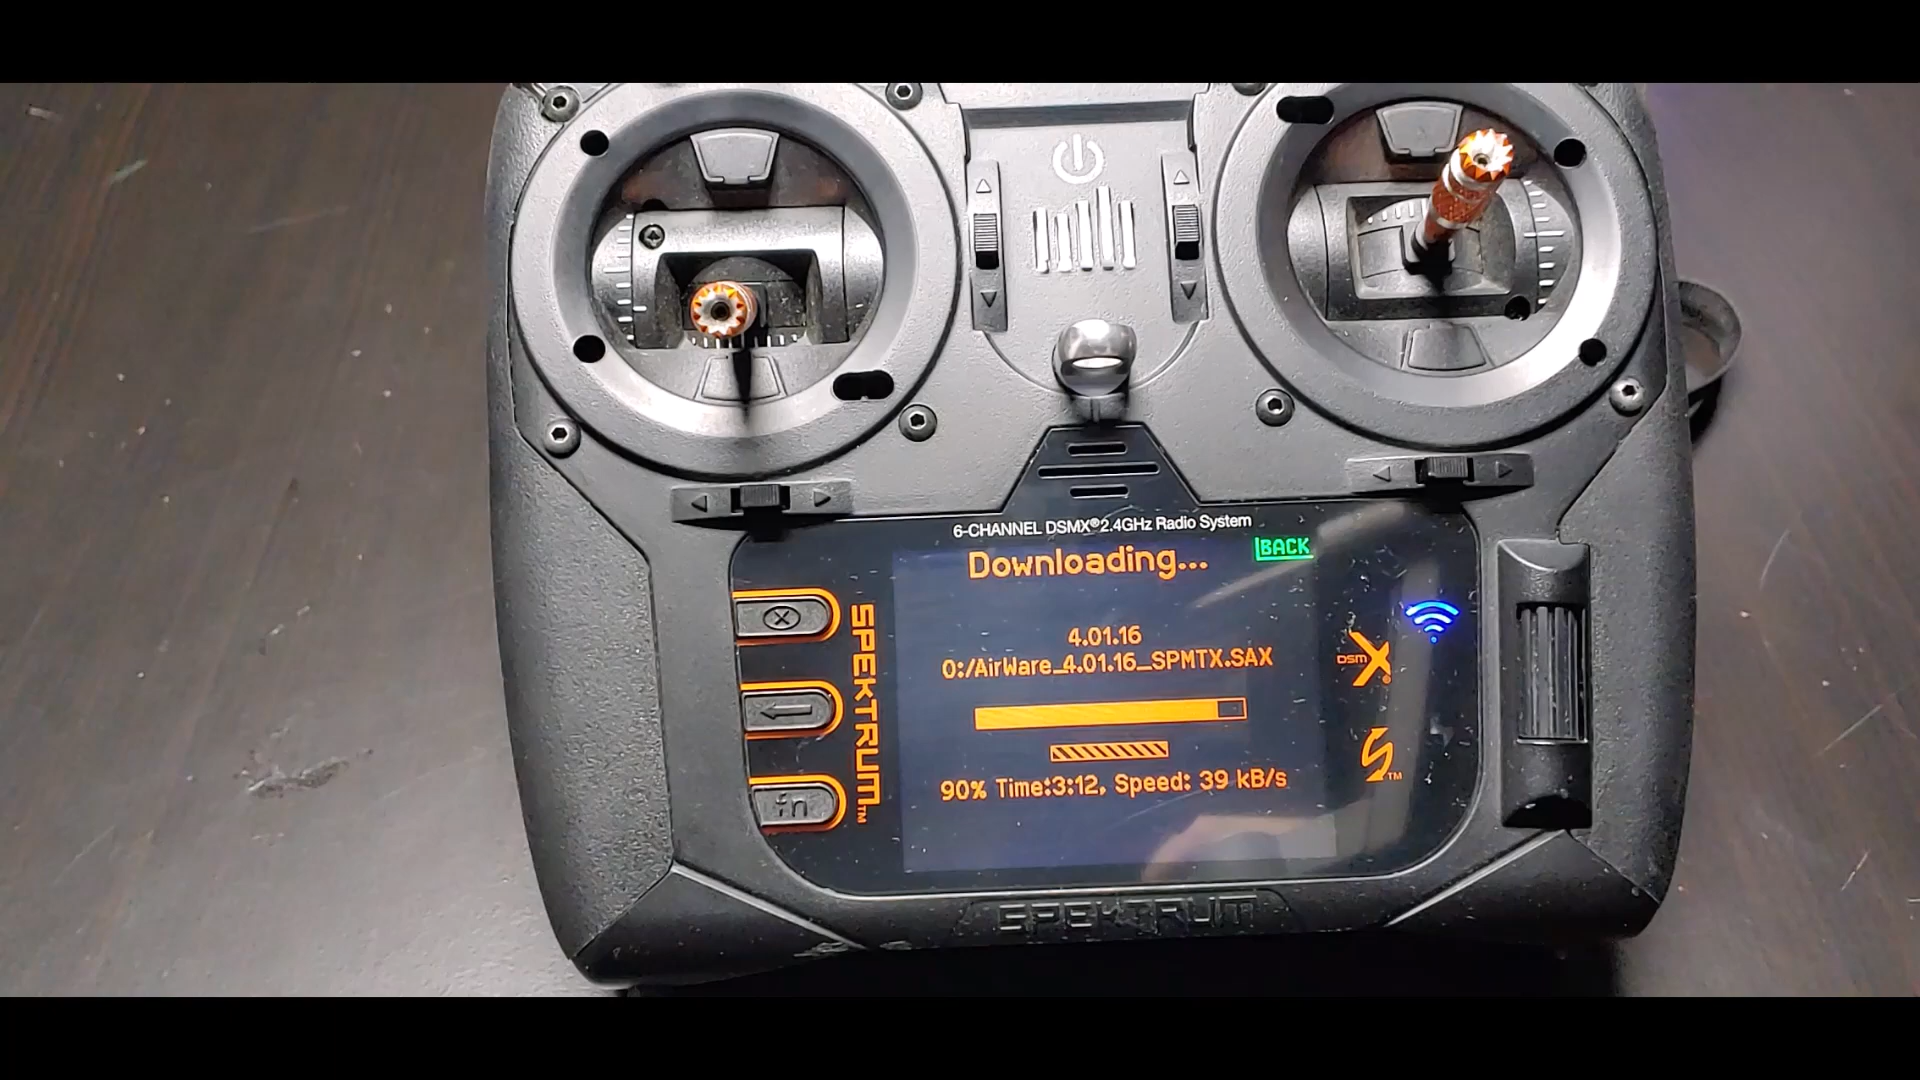 6-CHANNEL DSMX® 2.4GHz Radio System
Downloading...
BACK
4.01.16
0:/AirWare_4.01.16_SPMTX.SAX
90% Time:3:12, Speed: 39 kB/s
SPEKTRUM™
fn
DSM X®
S™
SPEKTRUM